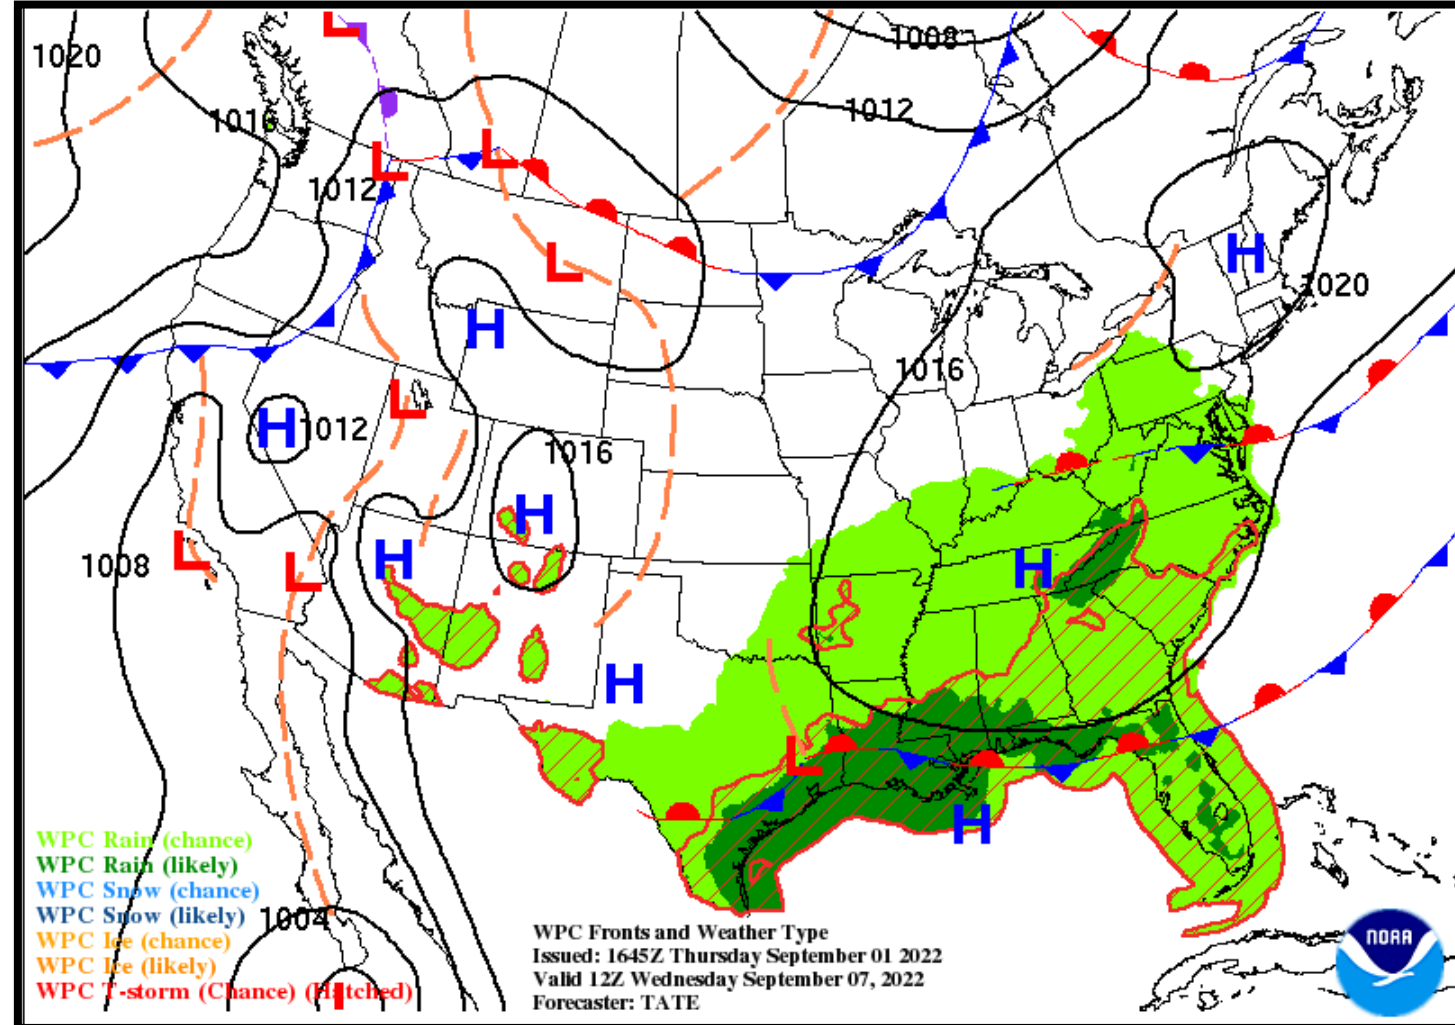 L
1008
1020
1012
1016
L
L
1012
H
L
1020
H
1016
L
H
1012
1016
H
L
H
H
1008
L
H
L
H
L
H
WPC Rain (chance)
WPC Rain (likely)
WPC Snow (chance)
WPC Snow (likely)
1004
WPC Ice (chance)
WPC Ice (likely)
WPC T-storm (Chance) (Hatched)
L
WPC Fronts and Weather Type
Issued: 1645Z Thursday September 01 2022
Valid 12Z Wednesday September 07, 2022
Forecaster: TATE
NOAA